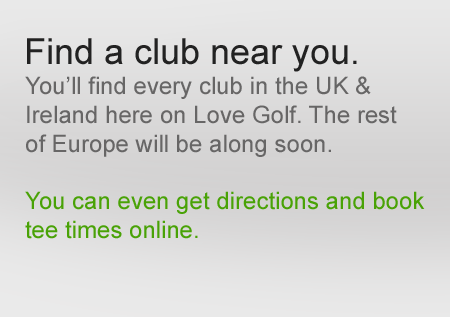 Find a club near you.
You’ll find every club in the UK &
Ireland here on Love Golf. The rest
of Europe will be along soon.
You can even get directions and book
tee times online.